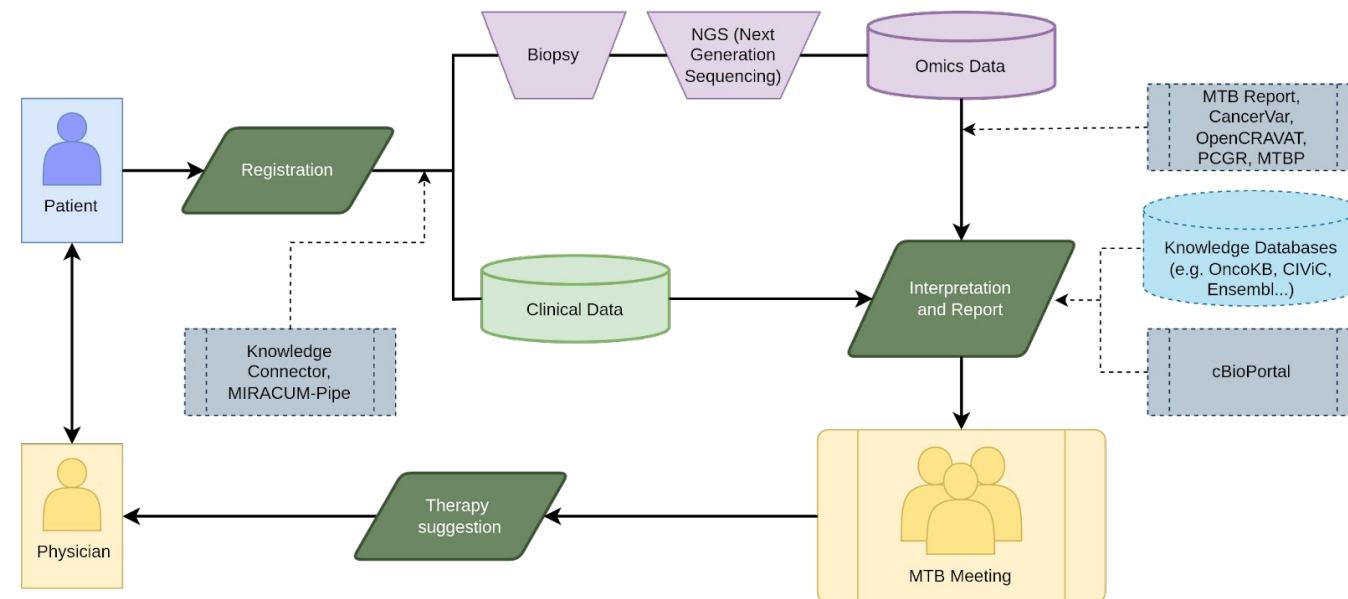 Biopsy
NGS (Next
Generation
Sequencing)
Omics Data
MTB Report,
CancerVar,
OpenCRAVAT,
PCGR, MTBP
Patient
Registration
Knowledge Databases
(e.g. OncoKB, CIViC,
Ensembl...)
Clinical Data
Interpretation
and Report
Knowledge
Connector,
MIRACUM-Pipe
cBioPortal
Physician
Therapy
suggestion
MTB Meeting